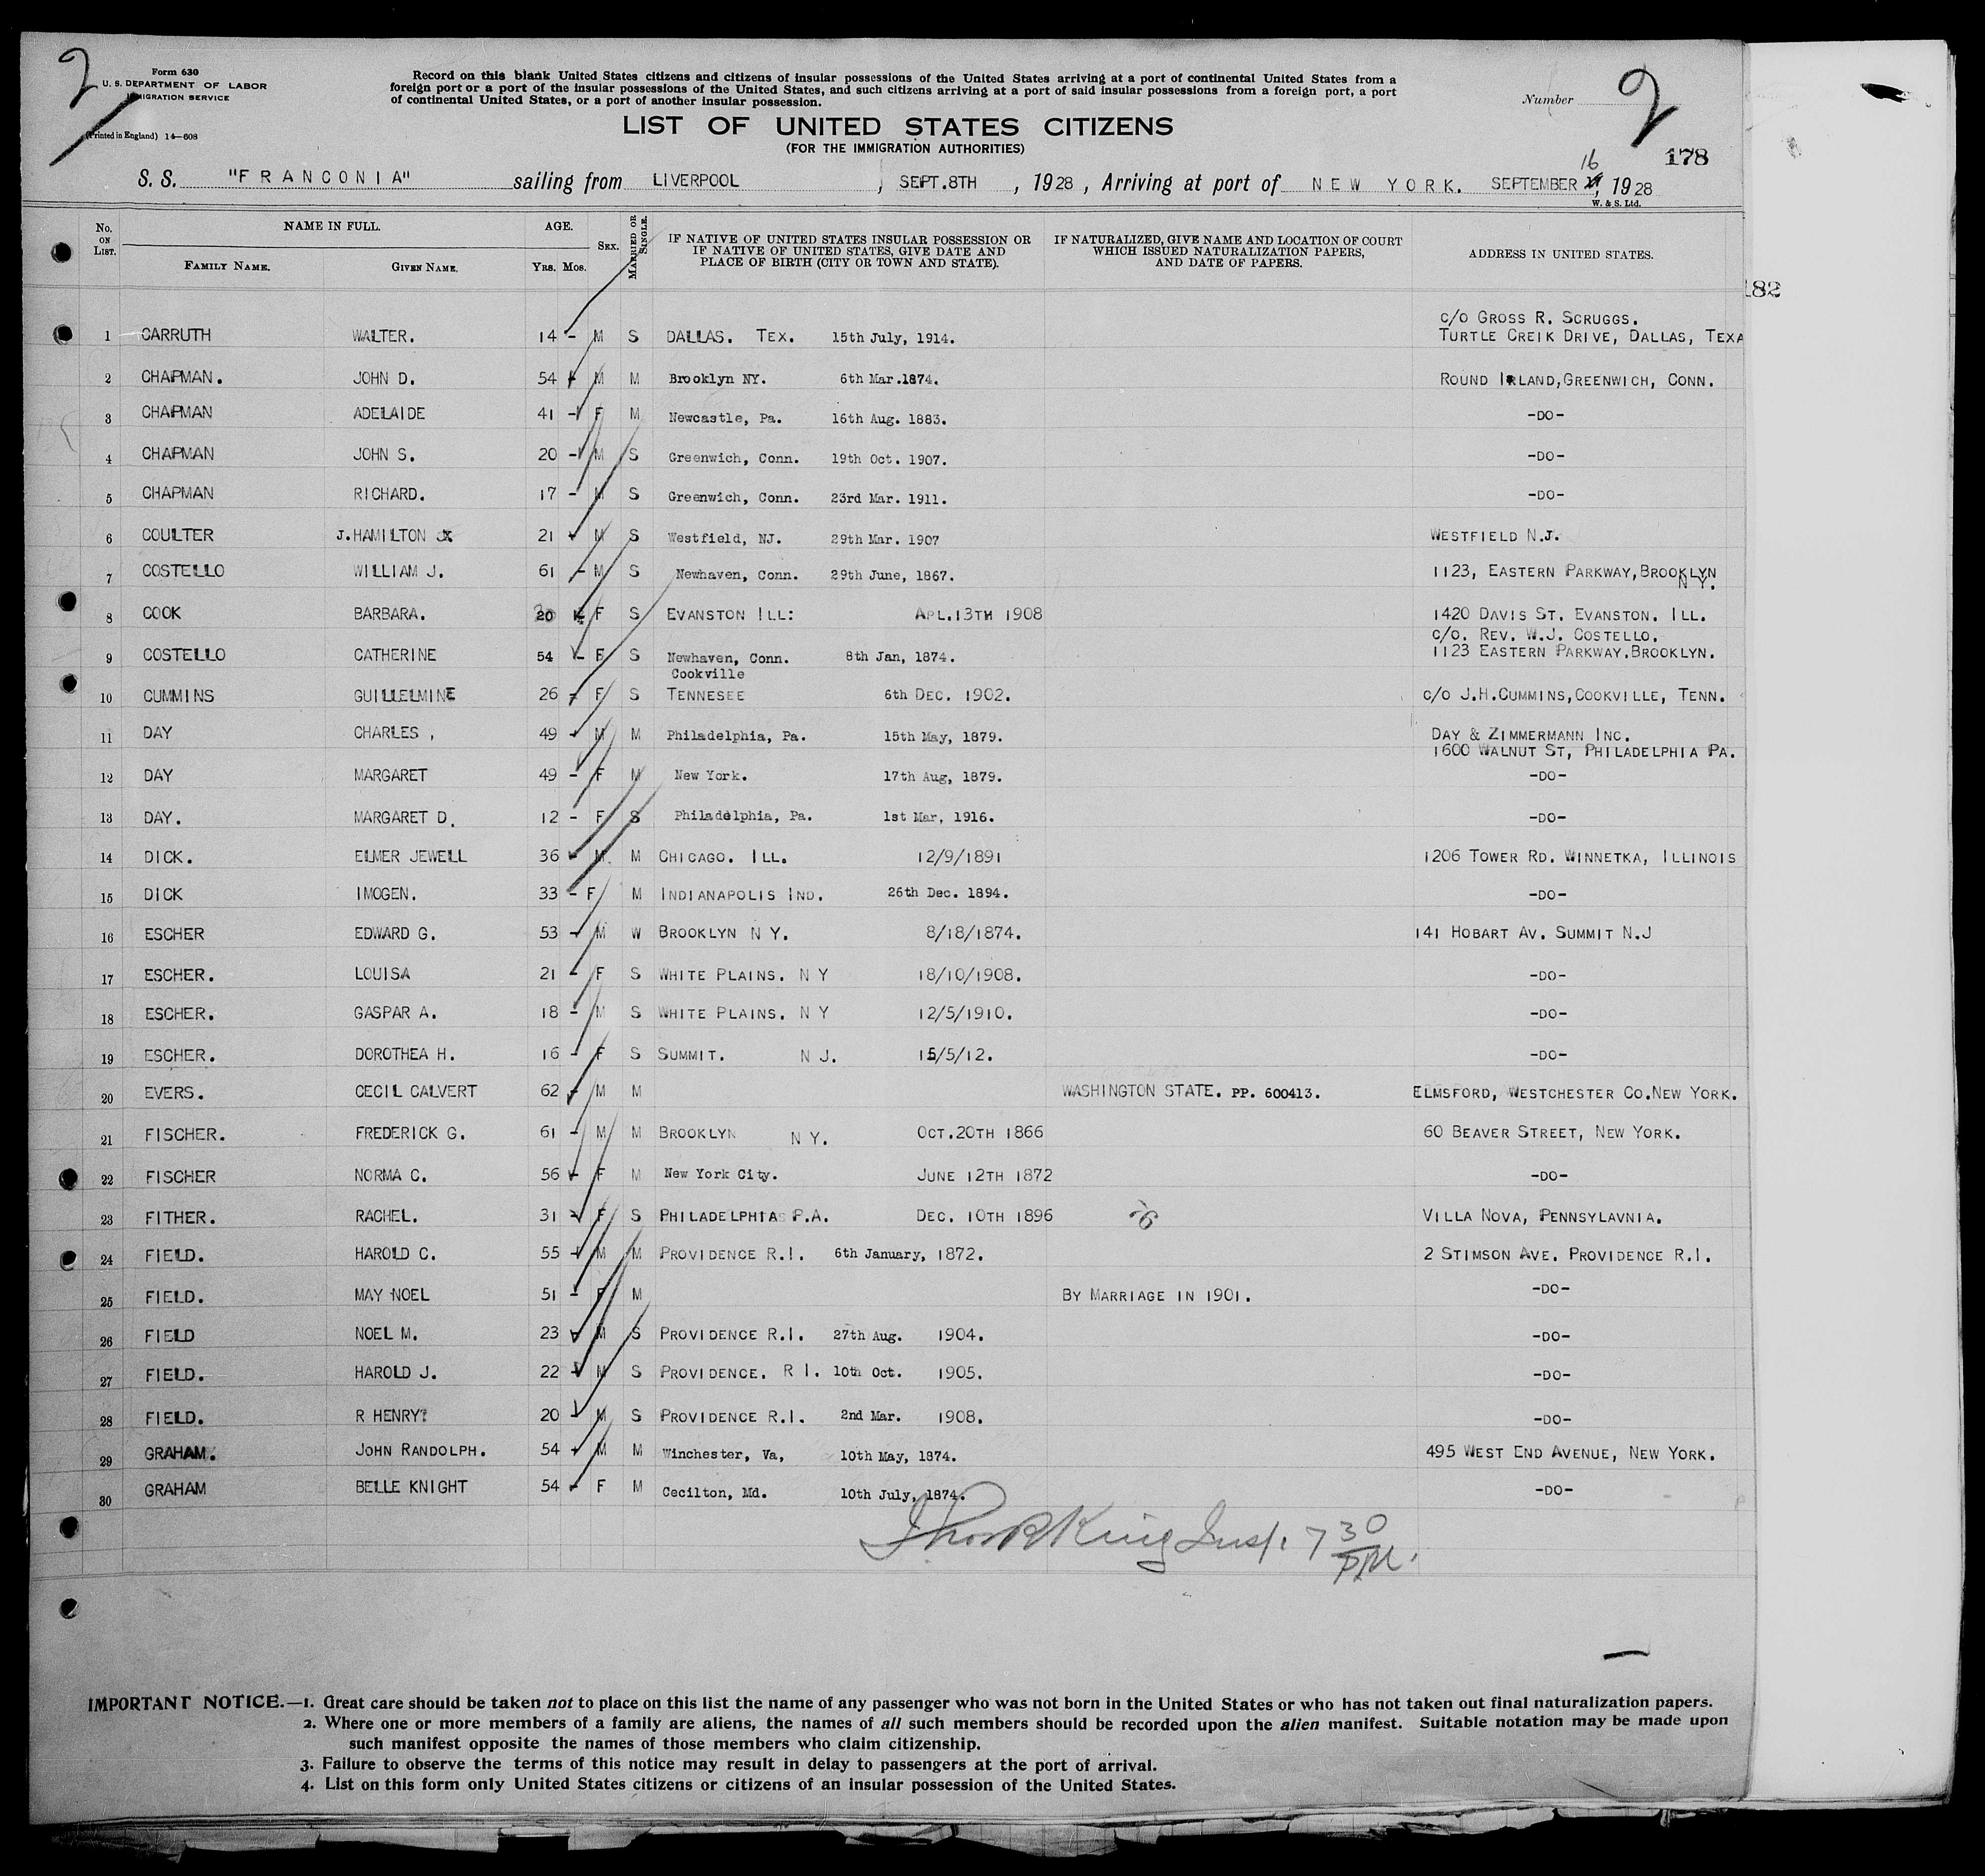 2
Form 630
U. S. DEPARTMENT OF LABOR
IMMIGRATION SERVICE
(Printed in England) 14—608
Record on this blank United States citizens and citizens of insular possessions of the United States arriving at a port of continental United States from a
foreign port or a port of the insular possessions of the United States, and such citizens arriving at a port of said insular possessions from a foreign port, a port
of continental United States, or a port of another insular possession.
Number 2
LIST OF UNITED STATES CITIZENS
(FOR THE IMMIGRATION AUTHORITIES)
178
S. S. "FRANCONIA" sailing from LIVERPOOL, SEPT.8TH, 1928, Arriving at port of NEW YORK. SEPTEMBER 16, 1928
W. & S. Ltd.
No. ON LIST. NAME IN FULL. AGE. SEX. MARRIED OR SINGLE. IF NATIVE OF UNITED STATES INSULAR POSSESSION OR IF NATIVE OF UNITED STATES, GIVE DATE AND PLACE OF BIRTH (CITY OR TOWN AND STATE). IF NATURALIZED, GIVE NAME AND LOCATION OF COURT WHICH ISSUED NATURALIZATION PAPERS, AND DATE OF PAPERS. ADDRESS IN UNITED STATES.
FAMILY NAME. GIVEN NAME. YRS. MOS.
182
c/o GROSS R. SCRUGGS.
1 CARRUTH WALTER. 14 - M S DALLAS. TEX. 15th July, 1914. TURTLE CREIK DRIVE, DALLAS, TEXA
2 CHAPMAN. JOHN D. 54 - M M Brooklyn NY. 6th Mar.1874. ROUND IRLAND,GREENWICH, CONN.
3 CHAPMAN ADELAIDE 41 - F M Newcastle, Pa. 16th Aug. 1883. -DO-
4 CHAPMAN JOHN S. 20 - M S Greenwich, Conn. 19th Oct. 1907. -DO-
5 CHAPMAN RICHARD. 17 - M S Greenwich, Conn. 23rd Mar. 1911. -DO-
6 COULTER J.HAMILTON 21 - M S Westfield, NJ. 29th Mar. 1907 WESTFIELD N.J.
7 COSTELLO WILLIAM J. 61 - M S Newhaven, Conn. 29th June, 1867. 1123, EASTERN PARKWAY,BROOKLYN
N Y.
8 COOK BARBARA. 20 F S EVANSTON ILL: APL.13TH 1908 1420 DAVIS ST. EVANSTON. ILL.
c/o. REV. W.J. COSTELLO.
9 COSTELLO CATHERINE 54 - F S Newhaven, Conn. 8th Jan, 1874. 1123 EASTERN PARKWAY.BROOKLYN.
Cookville
10 CUMMINS GUILLELMINE 26 - F S TENNESEE 6th DEC. 1902. c/o J.H.CUMMINS,COOKVILLE, TENN.
11 DAY CHARLES , 49 - M M Philadelphia, Pa. 15th May, 1879. DAY & ZIMMERMANN INC.
1600 WALNUT ST, PHILADELPHIA PA.
12 DAY MARGARET 49 - F M New York. 17th Aug, 1879. -DO-
13 DAY. MARGARET D. 12 - F S Philadelphia, Pa. 1st Mar, 1916. -DO-
14 DICK. ELMER JEWELL 36 - M. M CHICAGO. ILL. 12/9/1891 1206 TOWER RD. WINNETKA, ILLINOIS
15 DICK IMOGEN. 33 - F M INDIANAPOLIS IND. 26th Dec. 1894. -DO-
16 ESCHER EDWARD G. 53 - M W BROOKLYN N Y. 8/18/1874. 141 HOBART AV. SUMMIT N.J
17 ESCHER. LOUISA 21 - F S WHITE PLAINS. N Y 18/10/1908. -DO-
18 ESCHER. GASPAR A. 18 - M S WHITE PLAINS. N Y 12/5/1910. -DO-
19 ESCHER. DOROTHEA H. 16 - F S SUMMIT. N J. 15/5/12. -DO-
20 EVERS. CECIL CALVERT 62 - M M WASHINGTON STATE. PP. 600413. ELMSFORD, WESTCHESTER CO.NEW YORK.
21 FISCHER. FREDERICK G. 61 - M M BROOKLYN N Y. OCT.20TH 1866 60 BEAVER STREET, NEW YORK.
22 FISCHER NORMA C. 56 - F M New York City. JUNE 12TH 1872 -DO-
23 FITHER. RACHEL. 31 - F S PHILADELPHIA P.A. DEC. 10TH 1896 VILLA NOVA, PENNSYLAVNIA.
24 FIELD. HAROLD C. 55 - M M PROVIDENCE R.I. 6th January, 1872. 2 STIMSON AVE. PROVIDENCE R.I.
25 FIELD. MAY NOEL 51 - F M BY MARRIAGE IN 1901. -DO-
26 FIELD NOEL M. 23 - M S PROVIDENCE R.I. 27th Aug. 1904. -DO-
27 FIELD. HAROLD J. 22 - M S PROVIDENCE. R I. 10th Oct. 1905. -DO-
28 FIELD. R HENRY 20 - M S PROVIDENCE R.I. 2nd Mar. 1908. -DO-
29 GRAHAM. JOHN RANDOLPH. 54 - M M Winchester, Va, 10th May, 1874. 495 WEST END AVENUE, NEW YORK.
30 GRAHAM BELLE KNIGHT 54 - F M Cecilton, Md. 10th July, 1874. -DO-
King Insp. 7 30 PM.
IMPORTANT NOTICE.—1. Great care should be taken not to place on this list the name of any passenger who was not born in the United States or who has not taken out final naturalization papers.
2. Where one or more members of a family are aliens, the names of all such members should be recorded upon the alien manifest. Suitable notation may be made upon
such manifest opposite the names of those members who claim citizenship.
3. Failure to observe the terms of this notice may result in delay to passengers at the port of arrival.
4. List on this form only United States citizens or citizens of an insular possession of the United States.